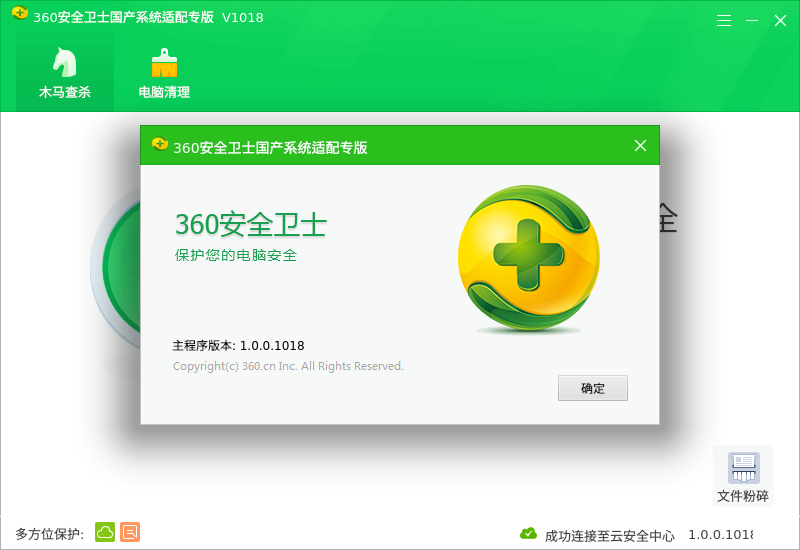 360安全卫士国产系统适配专版 V1018
木马查杀
电脑清理
360安全卫士国产系统适配专版
360安全卫士
全
保护您的电脑安全
主程序版本: 1.0.0.1018
Copyright(c) 360.cn Inc. All Rights Reserved.
确定
文件粉碎
多方位保护:
成功连接至云安全中心
1.0.0.1018